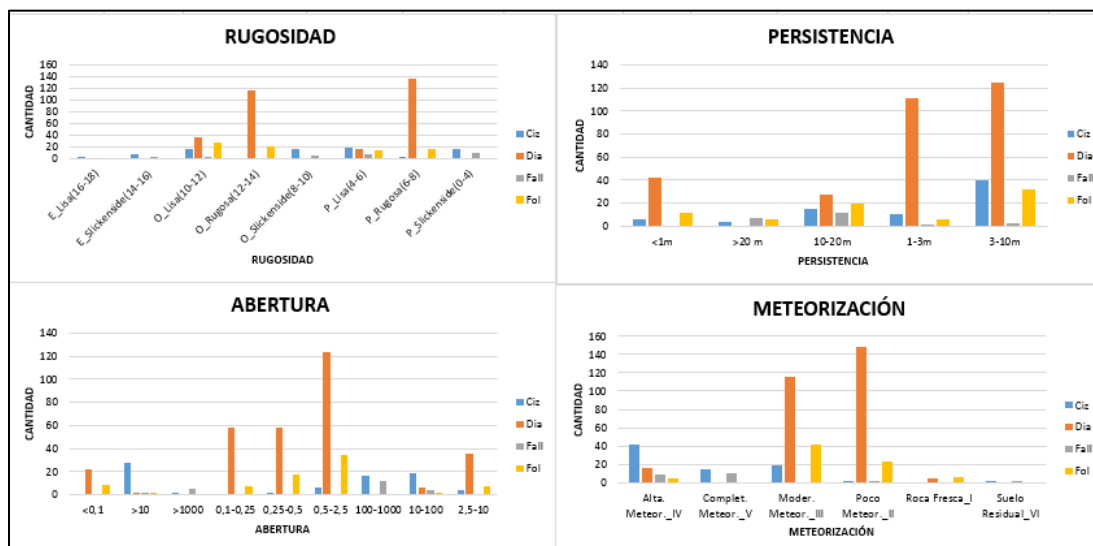 RUGOSIDAD
160
140
120
100
80
60
40
20
0
CANTIDAD
E_Lisa(16-18)
E_Slickenside(14-16)
O_Lisa(10-12)
O_Rugosa(12-14)
O_Slickenside(8-10)
P_Lisa(4-6)
P_Rugosa(6-8)
P_Slickenside(0-4)
RUGOSIDAD
Ciz
Dia
Fall
Fol
PERSISTENCIA
140
120
100
80
60
40
20
0
CANTIDAD
<1m >20 m 10-20m 1-3m 3-10m
PERSISTENCIA
Ciz
Dia
Fall
Fol
ABERTURA
140
120
100
80
60
40
20
0
CANTIDAD
<0,1 >10 >1000 0,1-0,25 0,25-0,5 0,5-2,5 100-1000 10-100 2,5-10
ABERTURA
Ciz
Dia
Fall
Fol
METEORIZACIÓN
160
140
120
100
80
60
40
20
0
CANTIDAD
Alta. Complet. Moder. Poco Roca Fresca_I Suelo
Meteor._IV Meteor._V Meteor._III Meteor._II Residual_VI
METEORIZACIÓN
Ciz
Dia
Fall
Fol